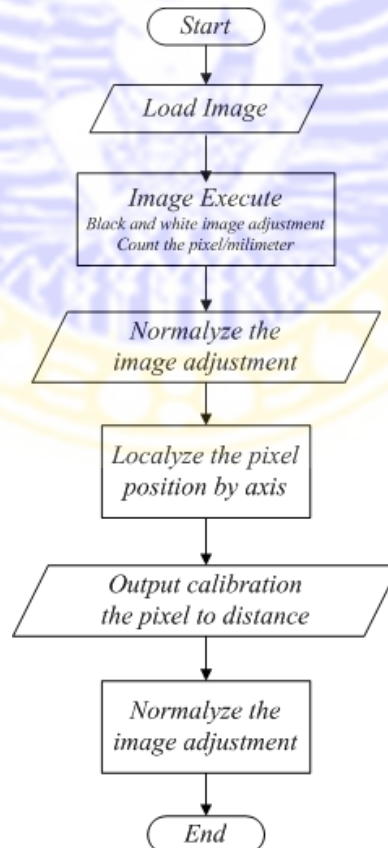 Start
Load Image
Image Execute
Black and white image adjustment
Count the pixel/milimeter
Normalyze the
image adjustment
Localyze the pixel
position by axis
Output calibration
the pixel to distance
Normalyze the
image adjustment
End